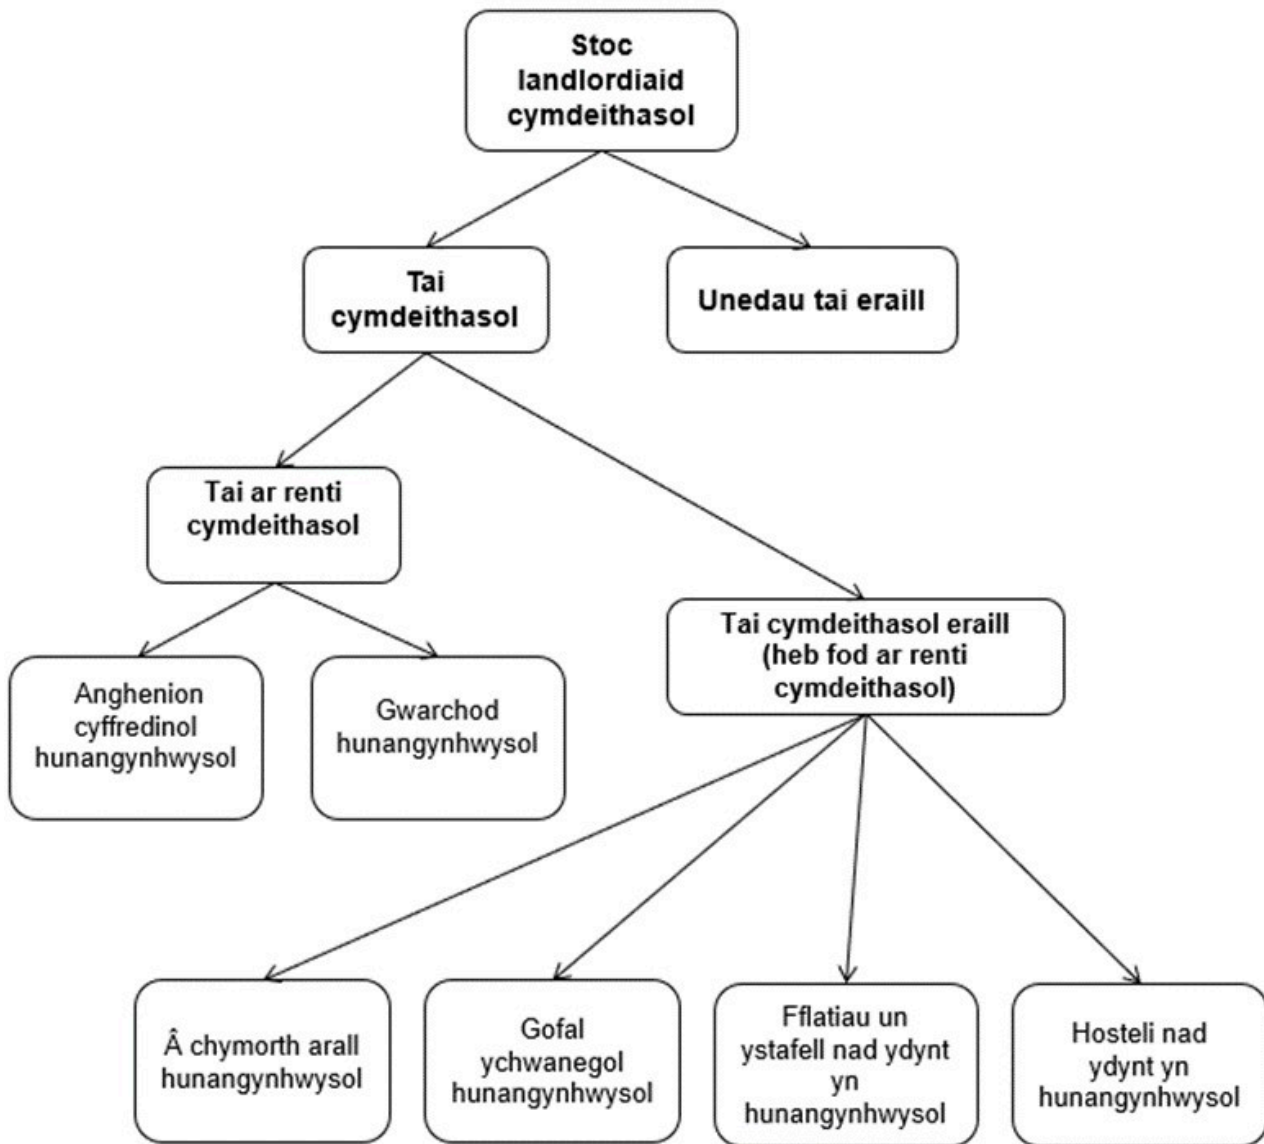 Stoc
landlordiaid
cymdeithasol
Tai
cymdeithasol
Unedau tai eraill
Tai ar renti
cymdeithasol
Tai cymdeithasol eraill
(heb fod ar renti
cymdeithasol)
Anghenion
cyffredinol
hunangynhwysol
Gwarchod
hunangynhwysol
Â chymorth arall
hunangynhwysol
Gofal
ychwanegol
hunangynhwysol
Fflatiau un
ystafell nad ydynt
yn
hunangynhwysol
Hosteli nad
ydynt yn
hunangynhwysol